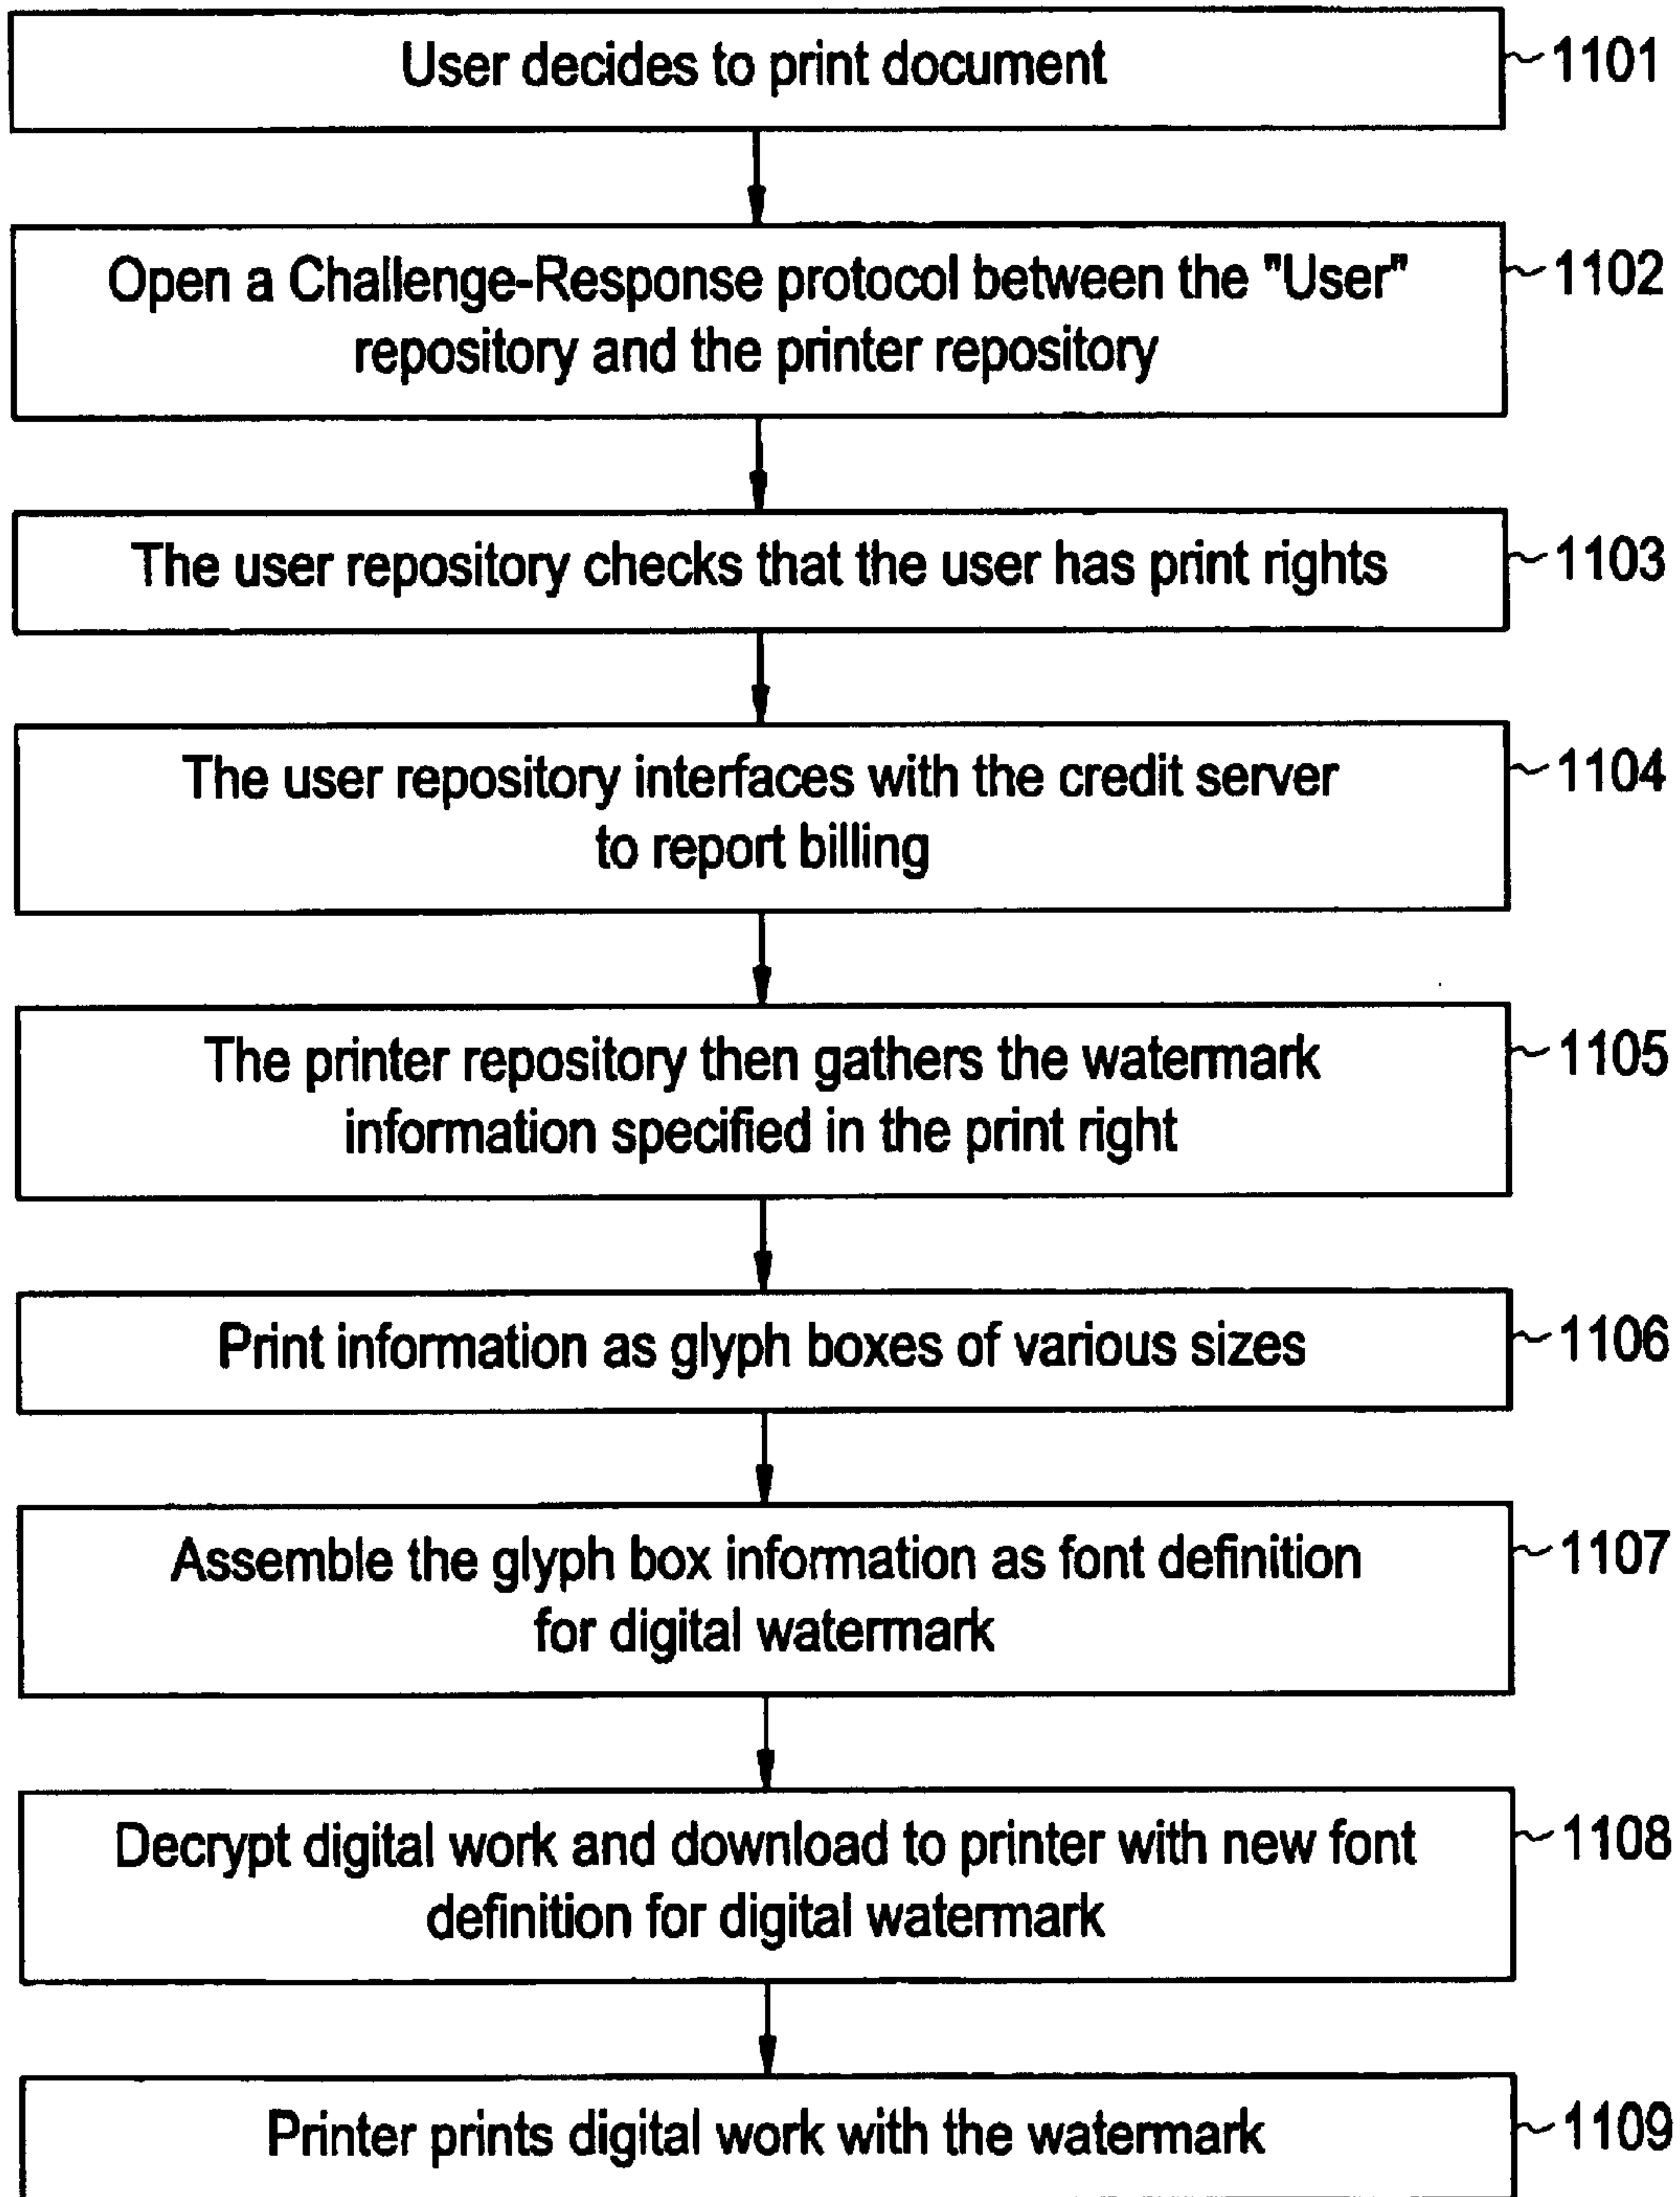 User decides to print document
1101
Open a Challenge-Response protocol between the "User"
repository and the printer repository
1102
The user repository checks that the user has print rights
1103
The user repository interfaces with the credit server
to report billing
1104
The printer repository then gathers the watermark
information specified in the print right
1105
Print information as glyph boxes of various sizes
1106
Assemble the glyph box information as font definition
for digital watermark
1107
Decrypt digital work and download to printer with new font
definition for digital watermark
1108
Printer prints digital work with the watermark
1109